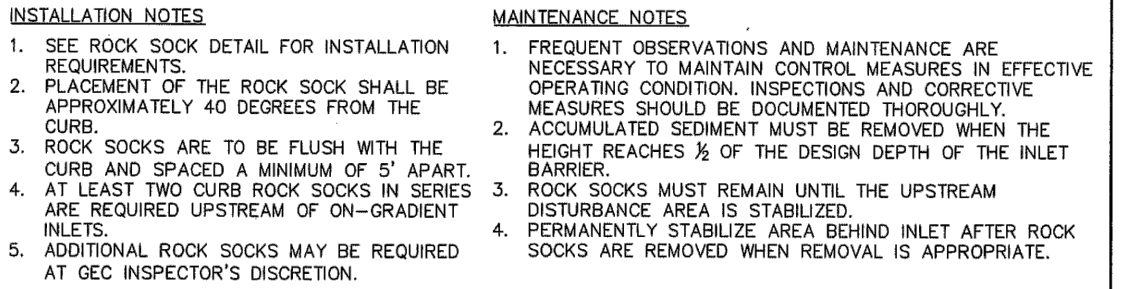 INSTALLATION NOTES
1. SEE ROCK SOCK DETAIL FOR INSTALLATION
REQUIREMENTS.
2. PLACEMENT OF THE ROCK SOCK SHALL BE
APPROXIMATELY 40 DEGREES FROM THE
CURB.
3. ROCK SOCKS ARE TO BE FLUSH WITH THE
CURB AND SPACED A MINIMUM OF 5' APART.
4. AT LEAST TWO CURB ROCK SOCKS IN SERIES
ARE REQUIRED UPSTREAM OF ON-GRADIENT
INLETS.
5. ADDITIONAL ROCK SOCKS MAY BE REQUIRED
AT GEC INSPECTOR'S DISCRETION.
MAINTENANCE NOTES
1. FREQUENT OBSERVATIONS AND MAINTENANCE ARE
NECESSARY TO MAINTAIN CONTROL MEASURES IN EFFECTIVE
OPERATING CONDITION. INSPECTIONS AND CORRECTIVE
MEASURES SHOULD BE DOCUMENTED THOROUGHLY.
2. ACCUMULATED SEDIMENT MUST BE REMOVED WHEN THE
HEIGHT REACHES ½ OF THE DESIGN DEPTH OF THE INLET
BARRIER.
3. ROCK SOCKS MUST REMAIN UNTIL THE UPSTREAM
DISTURBANCE AREA IS STABILIZED.
4. PERMANENTLY STABILIZE AREA BEHIND INLET AFTER ROCK
SOCKS ARE REMOVED WHEN REMOVAL IS APPROPRIATE.